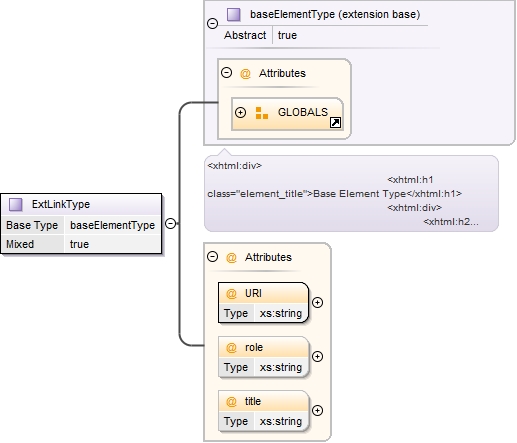 baseElementType (extension base)
Abstract true
@ Attributes
GLOBALS
<xhtml:div>
<xhtml:h1
class="element_title">Base Element Type</xhtml:h1>
<xhtml:div>
<xhtml:h2...
ExtLinkType
Base Type baseElementType
Mixed true
@ Attributes
@ URI
Type xs:string
@ role
Type xs:string
@ title
Type xs:string